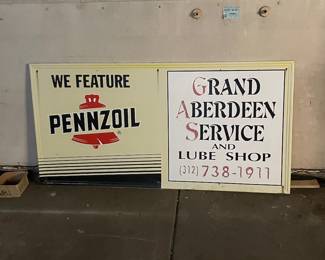 WE FEATURE
PENNZOIL
®
GRAND
ABERDEEN
SERVICE
AND
LUBE SHOP
(312) 738-1911